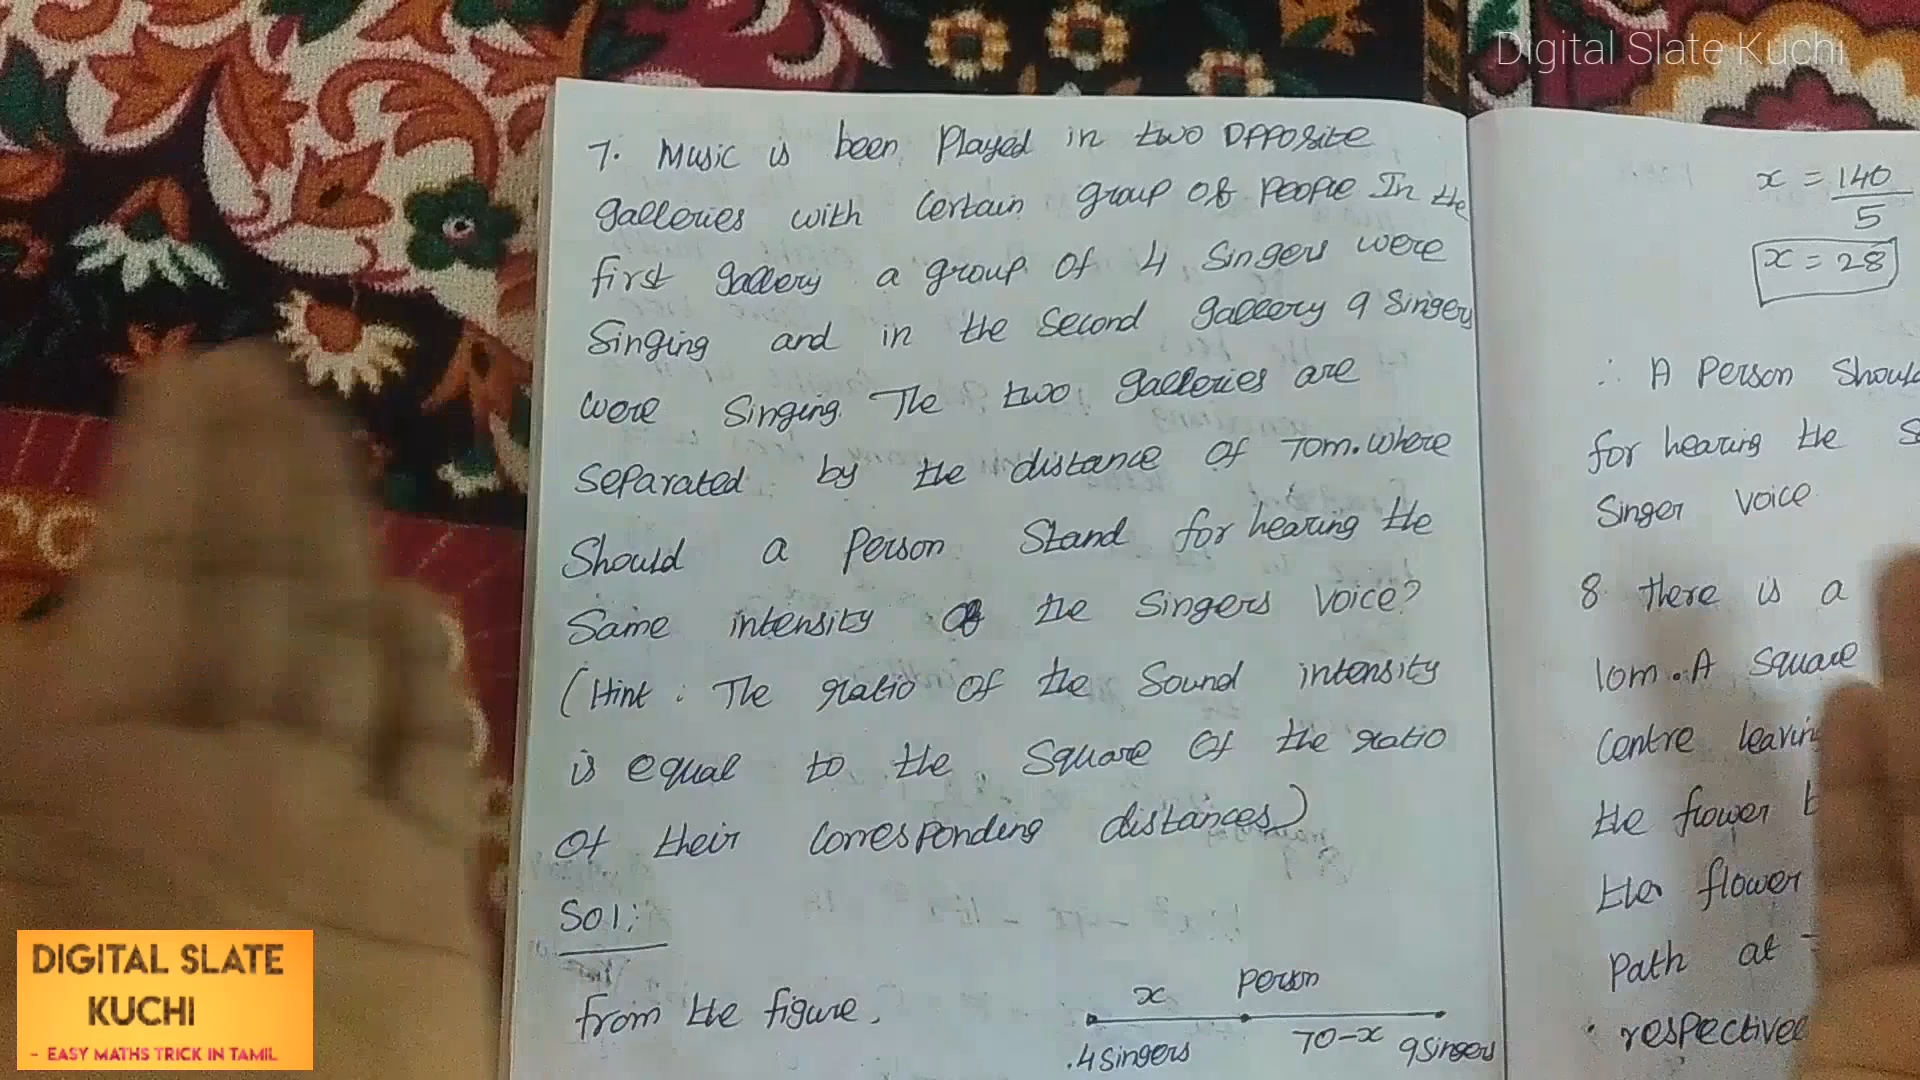 Digital Slate Kuchi
7. Music is been Played in two opposite
galleries with certain group of people In the
first gallery a group of 4 Singers were
Singing and in the Second gallery 9 Singers
were Singing. The two galleries are
separated by the distance of 70m. where
Should a Person Stand for hearing the
Same intensity of the Singers Voice?
(Hint : The ratio of the Sound intensity
is equal to the Square of the ratio
of their corresponding distances)
Sol:
from the figure,
x person
70-x
.4 Singers 9 Singers
x = 140
5
x = 28
∴ A Person Should
for hearing the
Singer Voice
8 there is a
10m. A Square
Centre
the flower
the flower
Path at
respective
DIGITAL SLATE
KUCHI
- EASY MATHS TRICK IN TAMIL